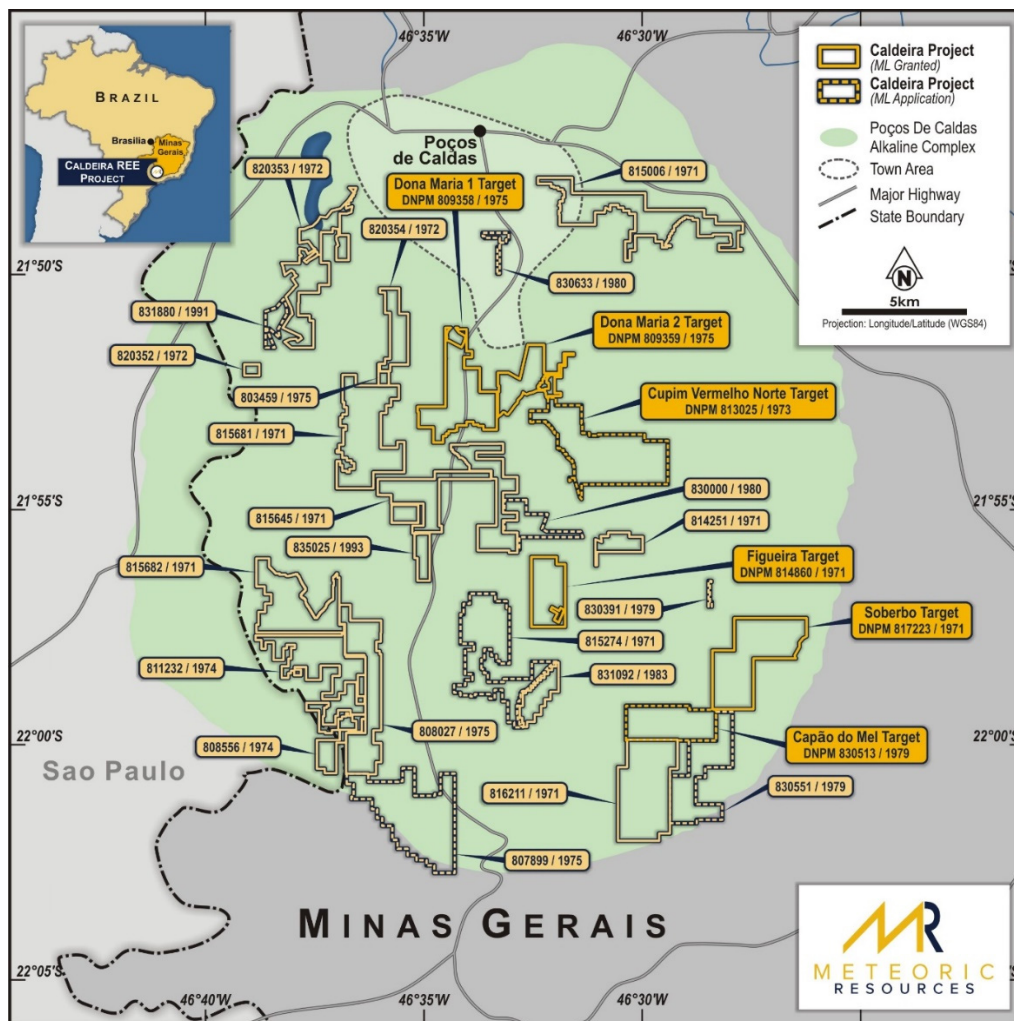 46°35'W
46°30'W
BRAZIL
Brasilia
Minas
Gerais
CALDEIRA REE
PROJECT
Caldeira Project
(ML Granted)
Caldeira Project
(ML Application)
Poços De Caldas
Alkaline Complex
Town Area
Major Highway
State Boundary
N
5km
Projection: Longitude/Latitude (WGS84)
Poços
de Caldas
820353 / 1972
Dona Maria 1 Target
DNPM 809358 / 1975
815006 / 1971
820354 / 1972
21°50'S
21°50'S
830633 / 1980
831880 / 1991
Dona Maria 2 Target
DNPM 809359 / 1975
820352 / 1972
803459 / 1975
Cupim Vermelho Norte Target
DNPM 813025 / 1973
815681 / 1971
830000 / 1980
21°55'S
21°55'S
815645 / 1971
814251 / 1971
835025 / 1993
Figueira Target
DNPM 814860 / 1971
815682 / 1971
830391 / 1979
Soberbo Target
DNPM 817223 / 1971
815274 / 1971
811232 / 1974
831092 / 1983
808027 / 1975
Capão do Mel Target
DNPM 830513 / 1979
22°00'S
22°00'S
808556 / 1974
Sao Paulo
816211 / 1971
830551 / 1979
807899 / 1975
MINAS GERAIS
22°05'S
22°05'S
46°40'W
46°35'W
46°30'W
MR
METEORIC
RESOURCES